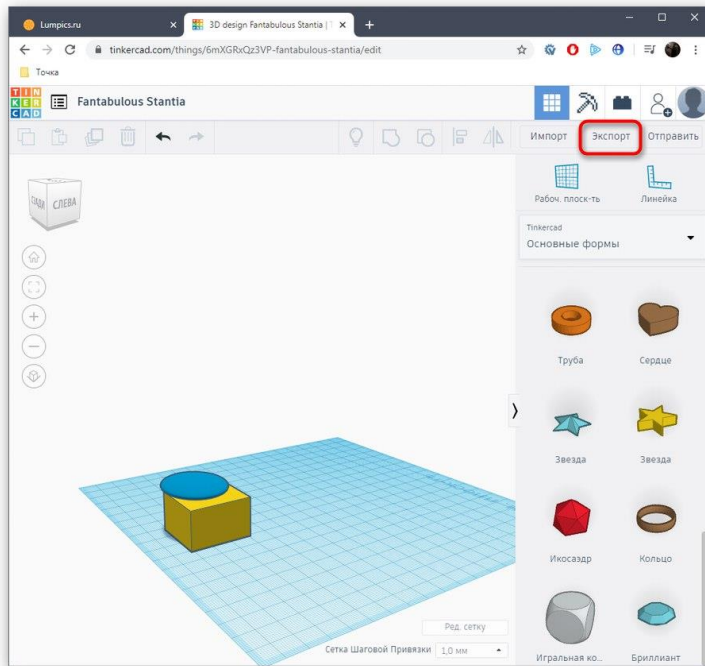 Lumpics.ru
3D design Fantabulous Stantia |
tinkercad.com/things/6mXGRxQz3VP-fantabulous-stantia/edit
Точка
TIN
KER
CAD
Fantabulous Stantia
Импорт
Экспорт
Отправить
СЛЕВА
Рабоч. плоск-ть
Линейка
Tinkercad
Основные формы
Труба
Сердце
Звезда
Звезда
Икосаэдр
Кольцо
Игральная ко...
Бриллиант
Ред. сетку
Сетка Шаговой Привязки
1,0 мм